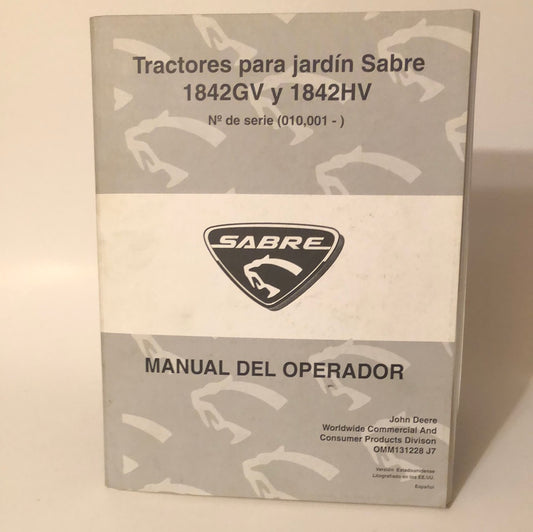 Tractores para jardín Sabre
1842GV y 1842HV
Nº de serie (010,001 - )
SABRE
MANUAL DEL OPERADOR
John Deere
Worldwide Commercial And
Consumer Products Divison
OMM131228 J7
Versión Estadounidense
Litografiado en los EE.UU.
Español